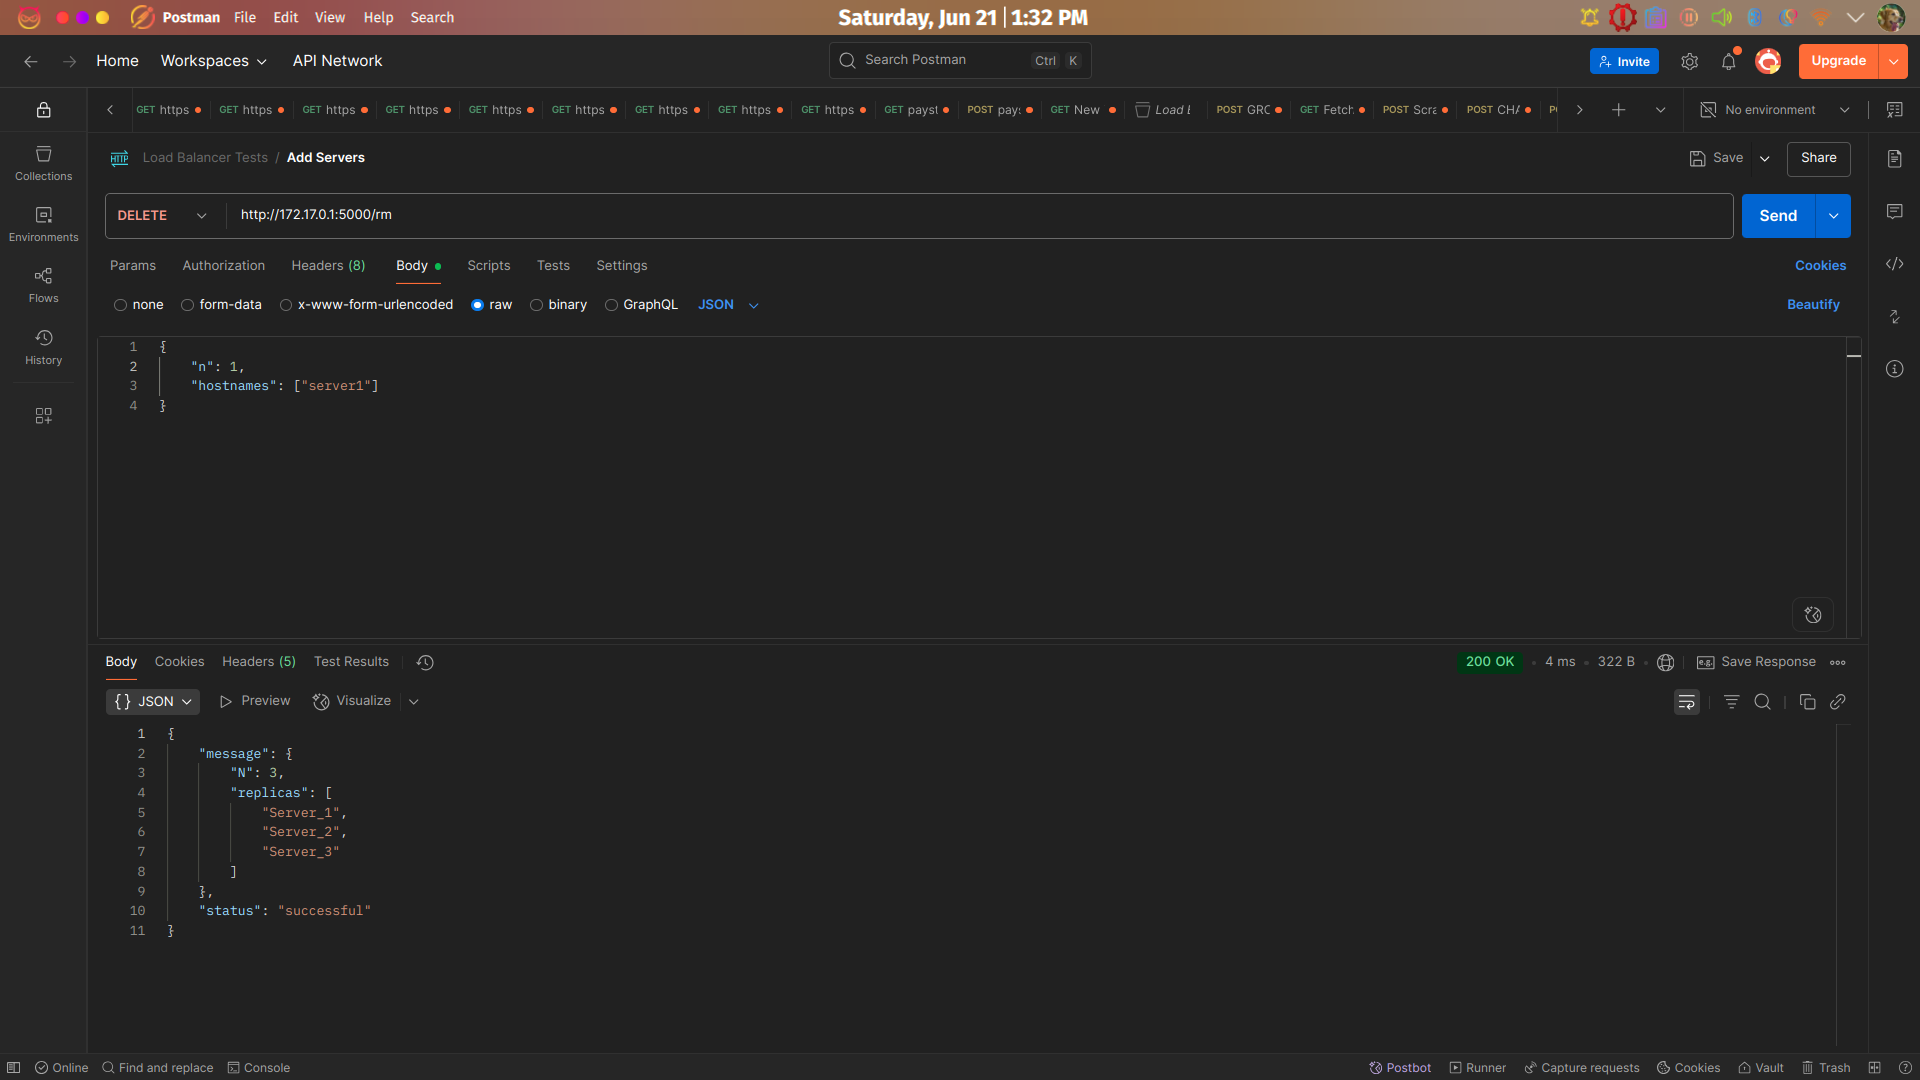 Postman File Edit View Help Search
Saturday, Jun 21 | 1:32 PM
Home Workspaces API Network
Search Postman Ctrl K
Invite
Upgrade
GET https GET https GET https GET https GET https GET https GET https GET https GET https GET payst POST pay: GET New Load POST GRC GET Fetch POST Scra POST CHA
No environment
Collections
Environments
Flows
History
HTTP Load Balancer Tests / Add Servers
Save Share
DELETE http://172.17.0.1:5000/rm
Send
Params Authorization Headers (8) Body Scripts Tests Settings
Cookies
none form-data x-www-form-urlencoded raw binary GraphQL JSON
Beautify
1 {
2 "n": 1,
3 "hostnames": ["server1"]
4 }
Body Cookies Headers (5) Test Results
200 OK 4 ms 322 B e.g. Save Response
{} JSON Preview Visualize
1 {
2 "message": {
3 "N": 3,
4 "replicas": [
5 "Server_1",
6 "Server_2",
7 "Server_3"
8 ]
9 },
10 "status": "successful"
11 }
Online Find and replace Console
Postbot Runner Capture requests Cookies Vault Trash